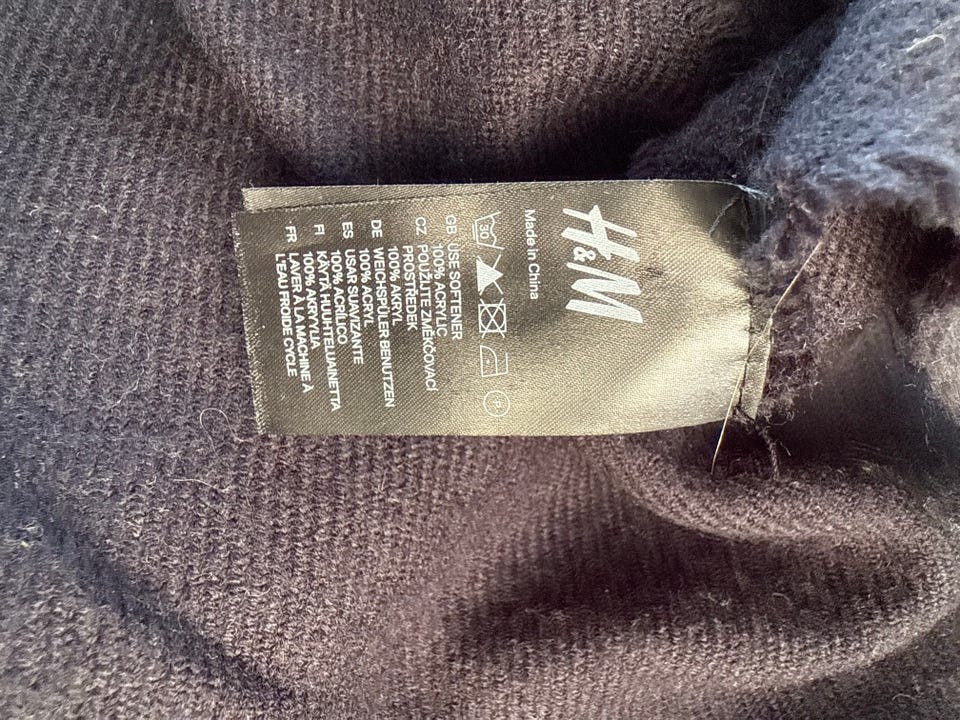 H&M
Made in China
30
GB USE SOFTENER
100% ACRYLIC
CZ POUŽIJTE ZMĚKČOVACÍ
PROSTŘEDEK
100% AKRYL
DE WEICHSPÜLER BENUTZEN
100% ACRYL
ES USAR SUAVIZANTE
100% ACRÍLICO
FI KÄYTÄ HUUHTELUAINETTA
100% AKRYYLIA
FR LAVER À LA MACHINE À
L'EAU FROIDE CYCLE